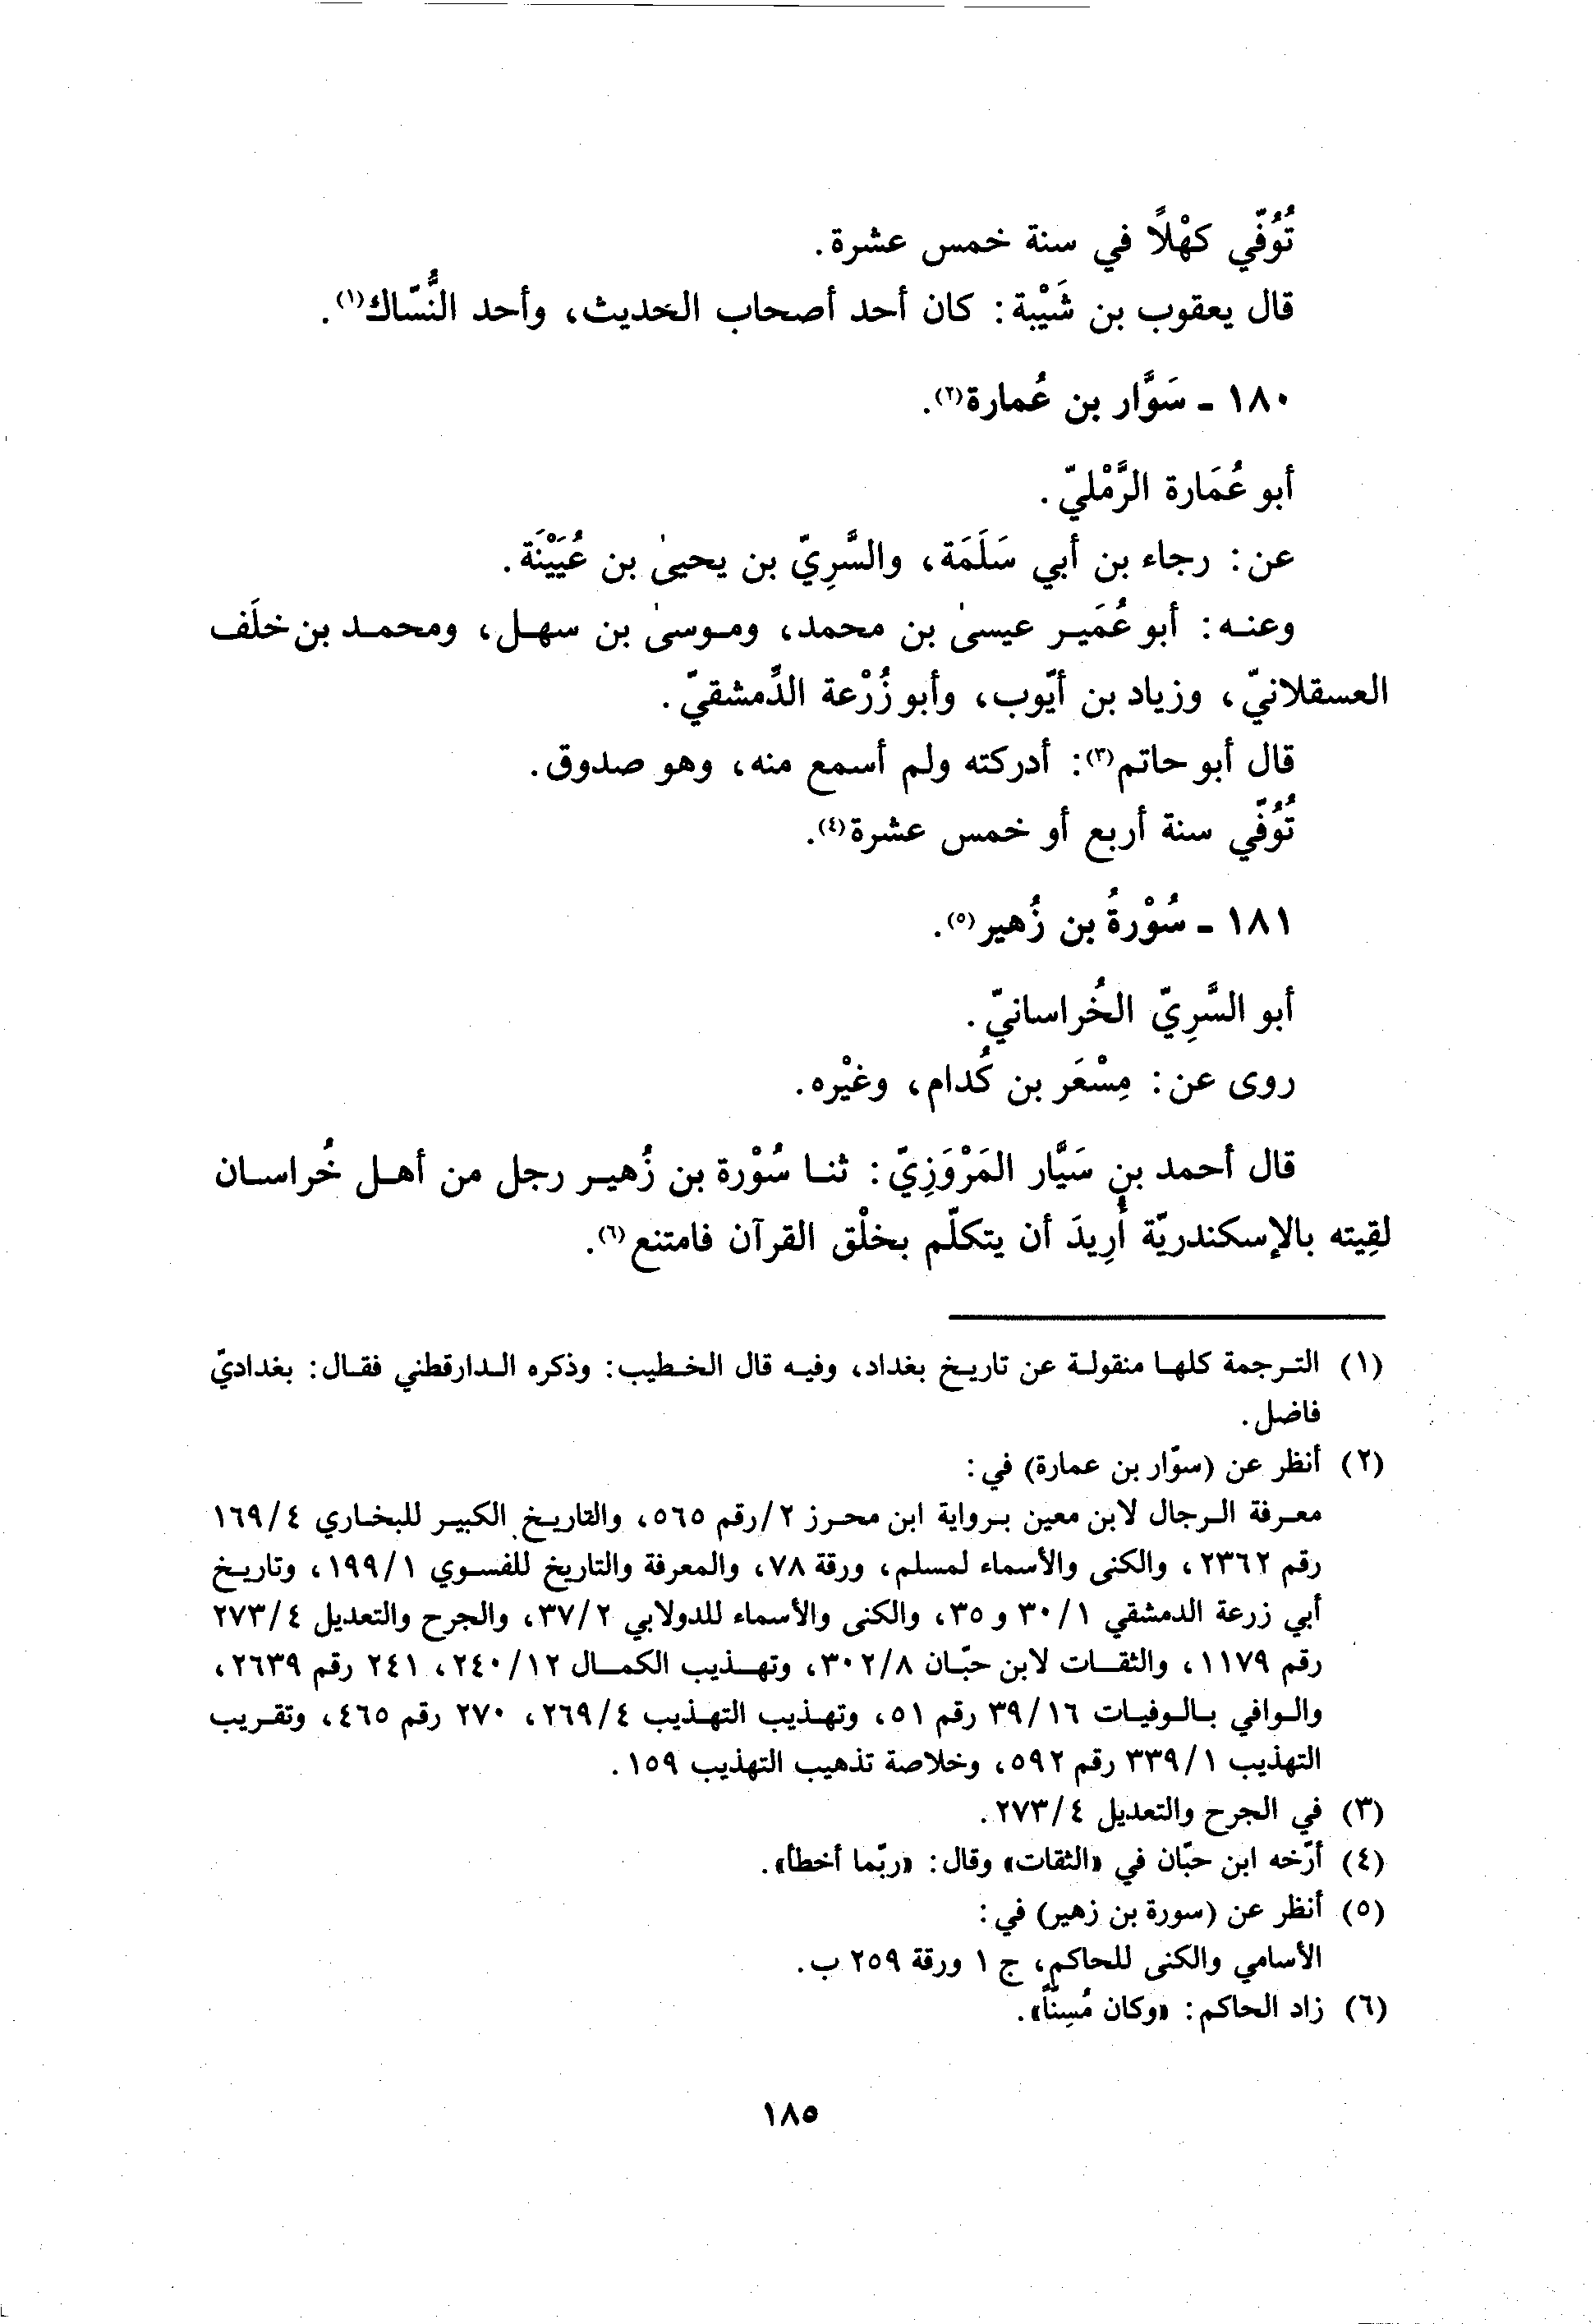 تُوُفّي كهْلاً في سنة خمس عشرة.
قال يعقوب بن شَيْبة: كان أحد أصحاب الحديث، وأحد النُّسّاك(١).
١٨٠ - سَوَّار بن عُمارة(٢).
أبو عُمَارة الرَّمْليّ.
عن: رجاء بن أبي سَلَمَة، والسَّرِيّ بن يحيىٰ بن عُيَيْنَة.
وعنه: أبو عُمَير عيسىٰ بن محمد، وموسىٰ بن سهل، ومحمد بن خلَف
العسقلانيّ، وزياد بن أيّوب، وأبو زُرْعة الدِّمشقيّ.
قال أبو حاتم(٣): أدركته ولم أسمع منه، وهو صدوق.
تُوُفّي سنة أربع أو خمس عشرة(٤).
١٨١ - سُوْرةُ بن زُهير(٥).
أبو السَّرِيّ الخُراسانيّ.
روى عن: مِسْعَر بن كُدام، وغيْره.
قال أحمد بن سَيَّار المَرْوَزِيّ: ثنا سُوْرة بن زُهير رجل من أهل خُراسان
لقِيته بالإسكندريّة أُرِيدَ أن يتكلّم بخلْق القرآن فامتنع(٦).
(١) الترجمة كلها منقولة عن تاريخ بغداد، وفيه قال الخطيب: وذكره الدارقطني فقال: بغداديّ
فاضل.
(٢) أنظر عن (سوّار بن عمارة) في:
معرفة الرجال لابن معين برواية ابن محرز ٢/رقم ٥٦٥، والتاريخ الكبير للبخاري ١٦٩/٤
رقم ٢٣٦٢، والكنى والأسماء لمسلم، ورقة ٧٨، والمعرفة والتاريخ للفسوي ١٩٩/١، وتاريخ
أبي زرعة الدمشقي ٣٠/١ و ٣٥، والكنى والأسماء للدولابي ٣٧/٢، والجرح والتعديل ٢٧٣/٤
رقم ١١٧٩، والثقات لابن حبّان ٣٠٢/٨، وتهذيب الكمال ٢٤٠/١٢، ٢٤١ رقم ٢٦٣٩،
والوافي بالوفيات ٣٩/١٦ رقم ٥١، وتهذيب التهذيب ٢٦٩/٤، ٢٧٠ رقم ٤٦٥، وتقريب
التهذيب ٣٣٩/١ رقم ٥٩٢، وخلاصة تذهيب التهذيب ١٥٩.
(٣) في الجرح والتعديل ٢٧٣/٤.
(٤) أرّخه ابن حبّان في «الثقات» وقال: «ربّما أخطأ».
(٥) أنظر عن (سورة بن زهير) في:
الأسامي والكنى للحاكم، ج ١ ورقة ٢٥٩ ب.
(٦) زاد الحاكم: «وكان مُسِنّاً».
١٨٥